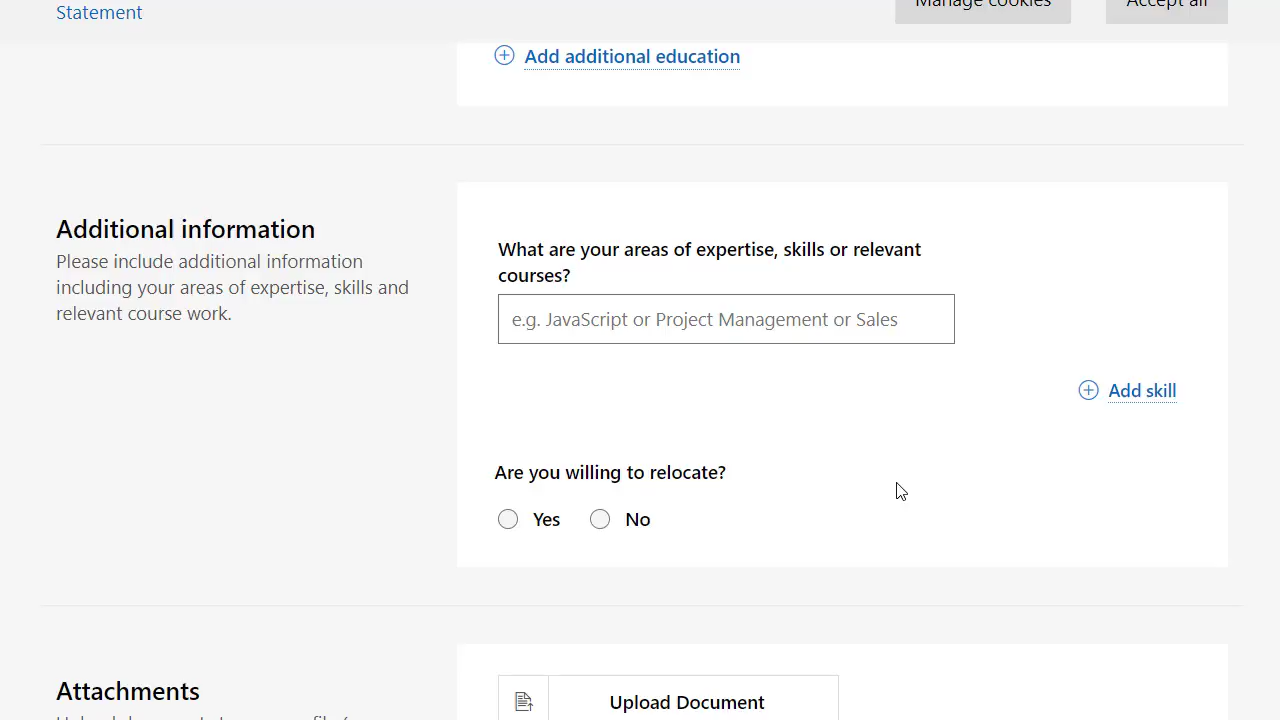 Statement
Manage cookies
Accept all
Add additional education
Additional information
Please include additional information
including your areas of expertise, skills and
relevant course work.
What are your areas of expertise, skills or relevant
courses?
e.g. JavaScript or Project Management or Sales
Add skill
Are you willing to relocate?
Yes
No
Attachments
Upload Document